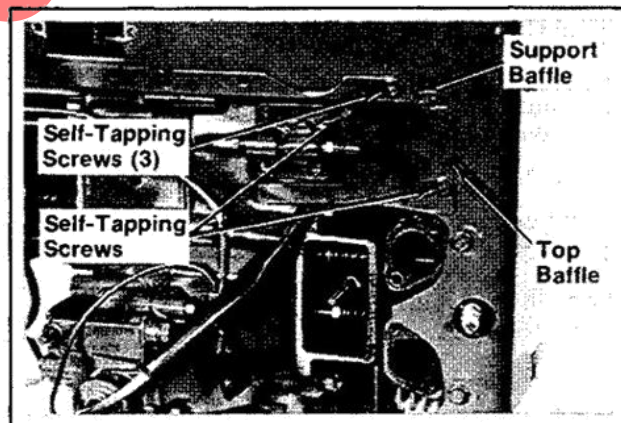 Support
Baffle
Self-Tapping
Screws (3)
Self-Tapping
Screws
Top
Baffle